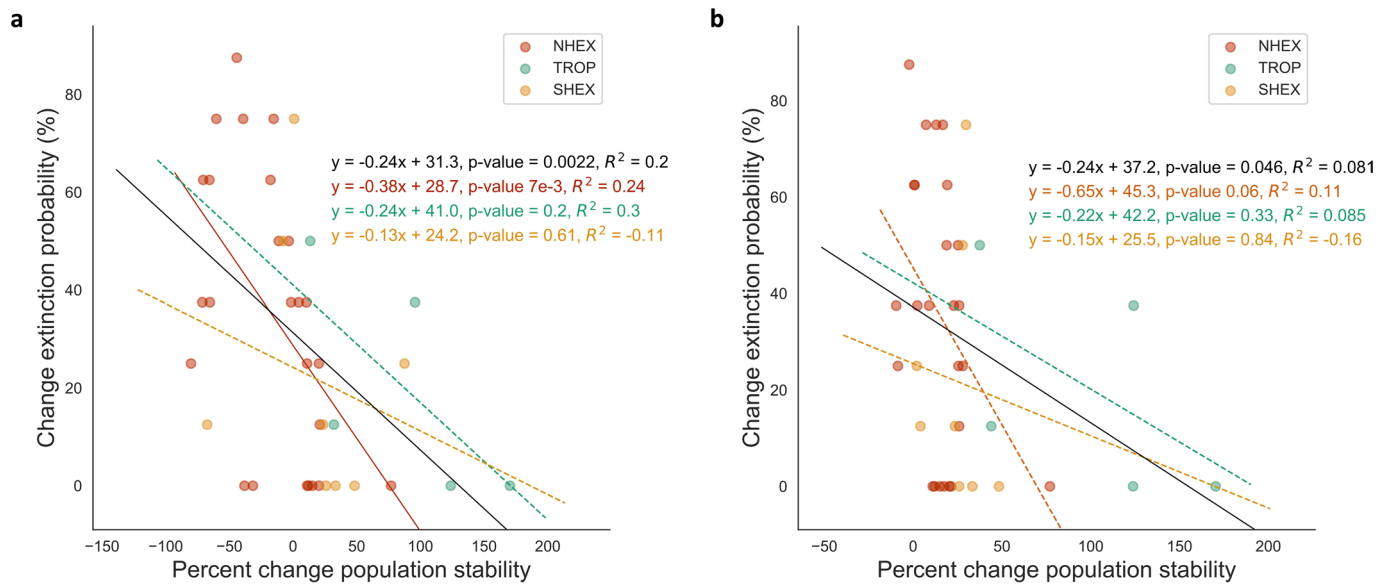 a
NHEX
TROP
SHEX
80
60
40
20
0
Change extinction probability (%)
y = -0.24x + 31.3, p-value = 0.0022, R² = 0.2
y = -0.38x + 28.7, p-value 7e-3, R² = 0.24
y = -0.24x + 41.0, p-value = 0.2, R² = 0.3
y = -0.13x + 24.2, p-value = 0.61, R² = -0.11
−150 −100 −50 0 50 100 150 200
Percent change population stability
b
NHEX
TROP
SHEX
80
60
40
20
0
Change extinction probability (%)
y = -0.24x + 37.2, p-value = 0.046, R² = 0.081
y = -0.65x + 45.3, p-value 0.06, R² = 0.11
y = -0.22x + 42.2, p-value = 0.33, R² = 0.085
y = -0.15x + 25.5, p-value = 0.84, R² = -0.16
−50 0 50 100 150 200
Percent change population stability